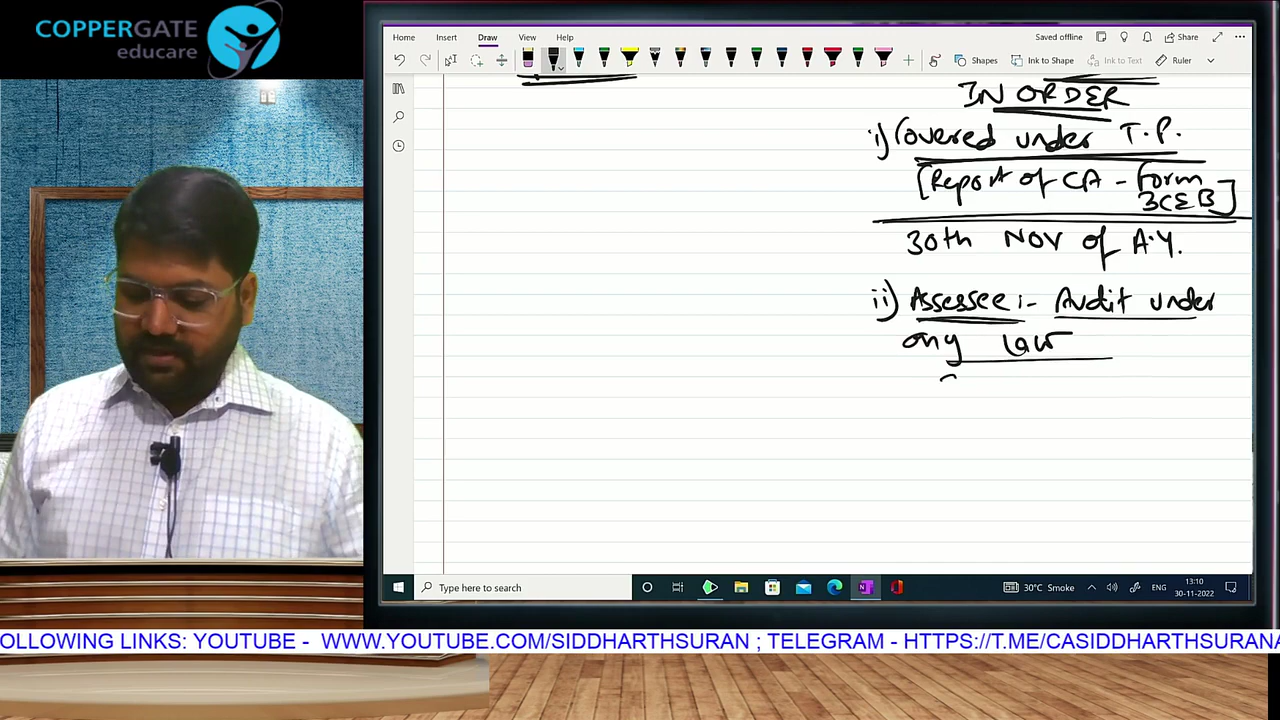 COPPERGATE
educare
Home Insert Draw View Help
Saved offline
Share
Shapes
Ink to Shape
Ink to Text
Ruler
IN ORDER
i) Covered under T.P.
[Report of CA - Form
3CEB]
30th NOV of A.Y.
ii) Assessee :- Audit under
any law
Type here to search
30°C Smoke
ENG
13:10
30-11-2022
OLLOWING LINKS: YOUTUBE - WWW.YOUTUBE.COM/SIDDHARTHSURAN ; TELEGRAM - HTTPS://T.ME/CASIDDHARTHSURANA